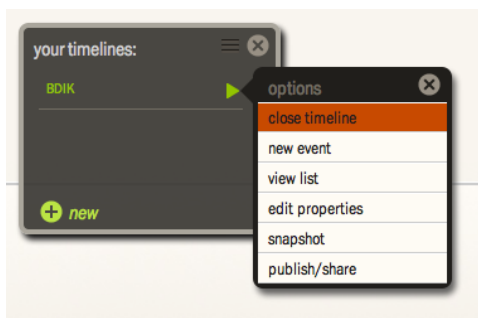 your timelines:
BDIK
new
options
close timeline
new event
view list
edit properties
snapshot
publish/share